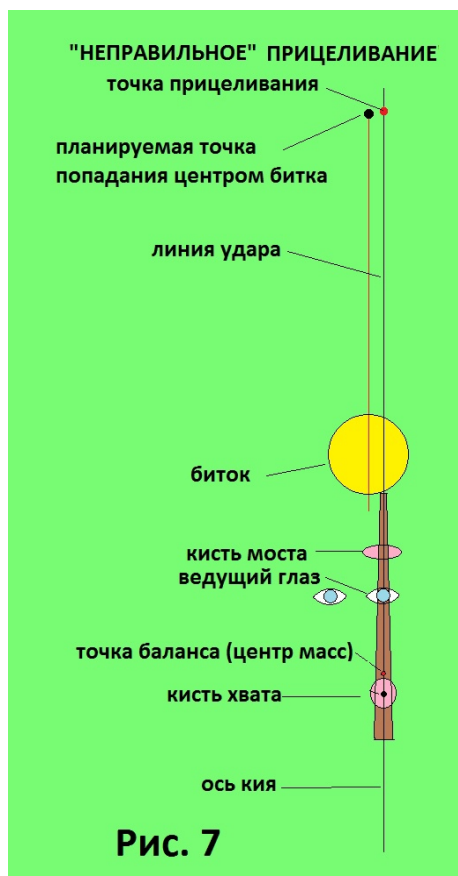 "НЕПРАВИЛЬНОЕ" ПРИЦЕЛИВАНИЕ
точка прицеливания
планируемая точка
попадания центром битка
линия удара
биток
кисть моста
ведущий глаз
точка баланса (центр масс)
кисть хвата
ось кия
Рис. 7